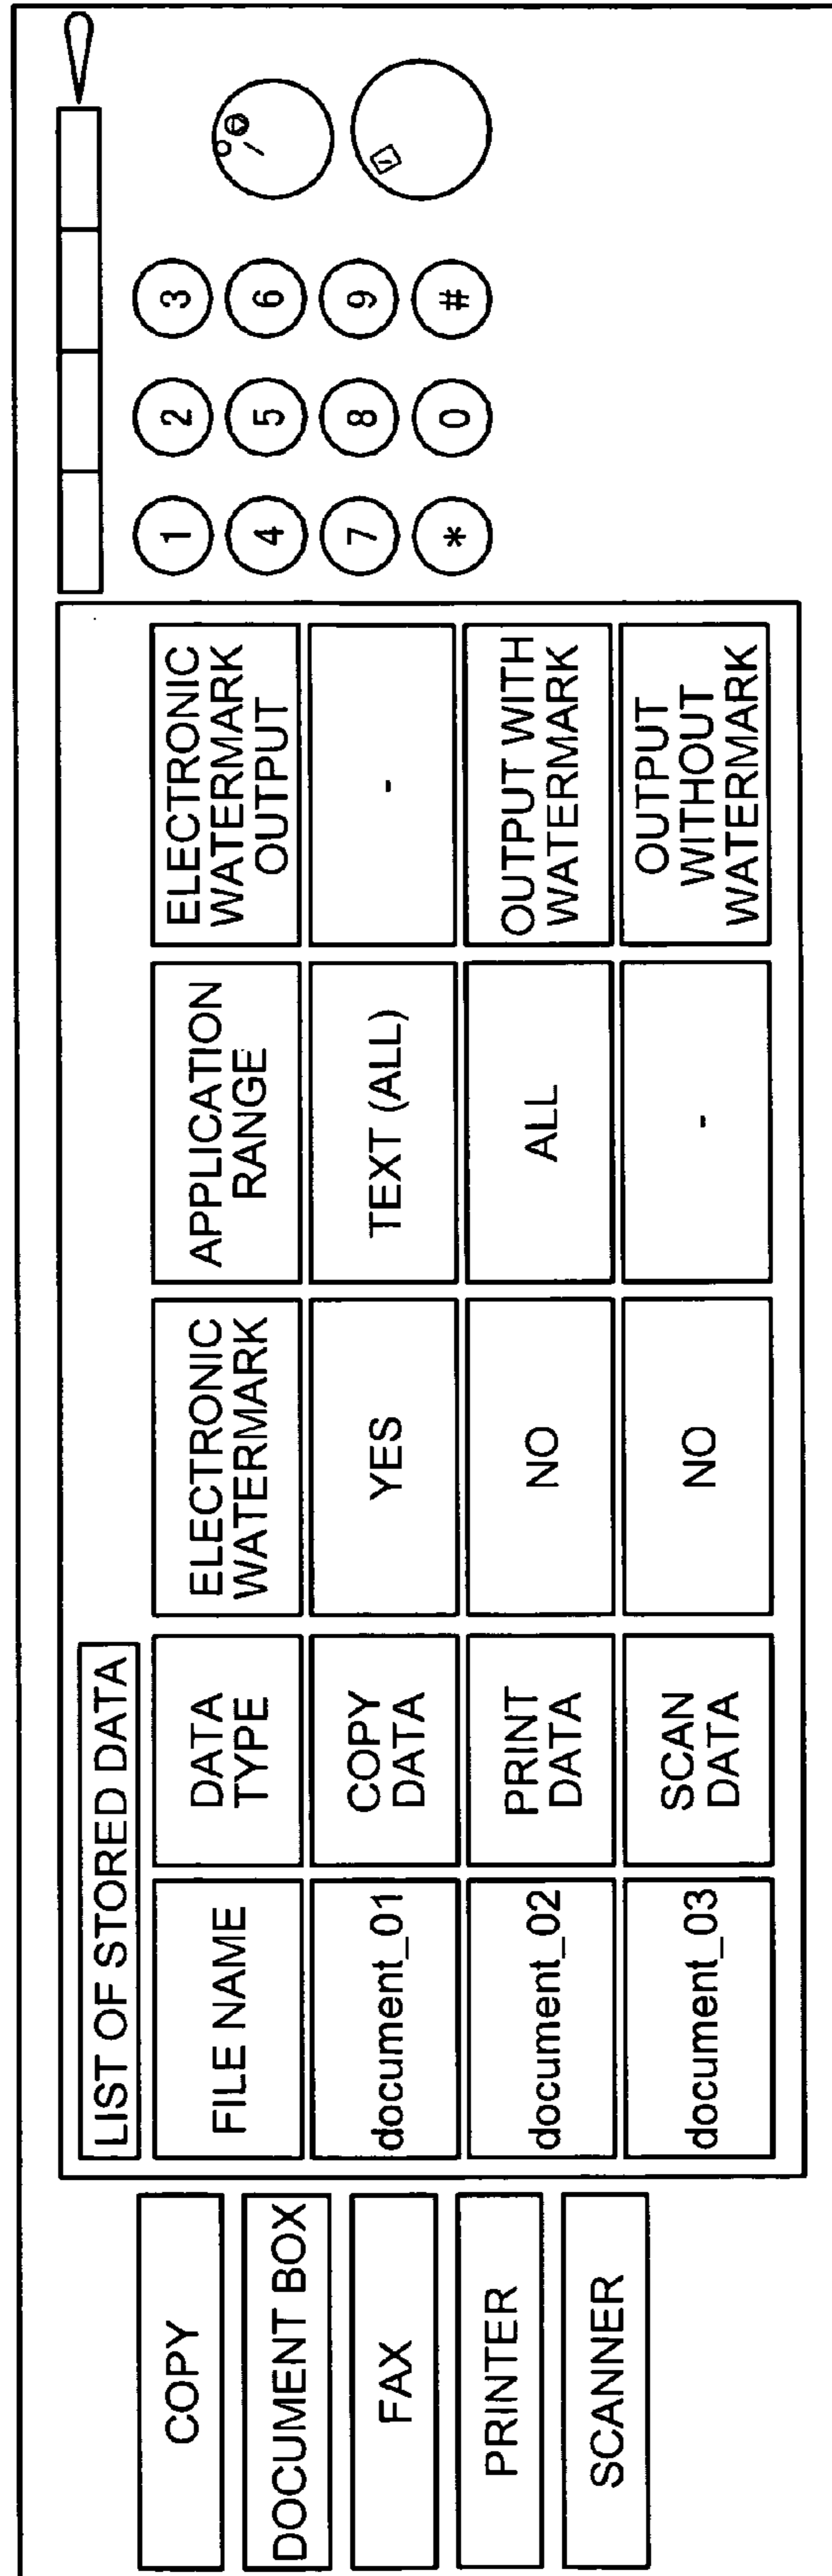 COPY
DOCUMENT BOX
FAX
PRINTER
SCANNER
LIST OF STORED DATA
FILE NAME
DATA
TYPE
ELECTRONIC
WATERMARK
APPLICATION
RANGE
ELECTRONIC
WATERMARK
OUTPUT
document_01
COPY
DATA
YES
TEXT (ALL)
-
document_02
PRINT
DATA
NO
ALL
OUTPUT WITH
WATERMARK
document_03
SCAN
DATA
NO
-
OUTPUT
WITHOUT
WATERMARK
1 2 3
4 5 6
7 8 9
* 0 #